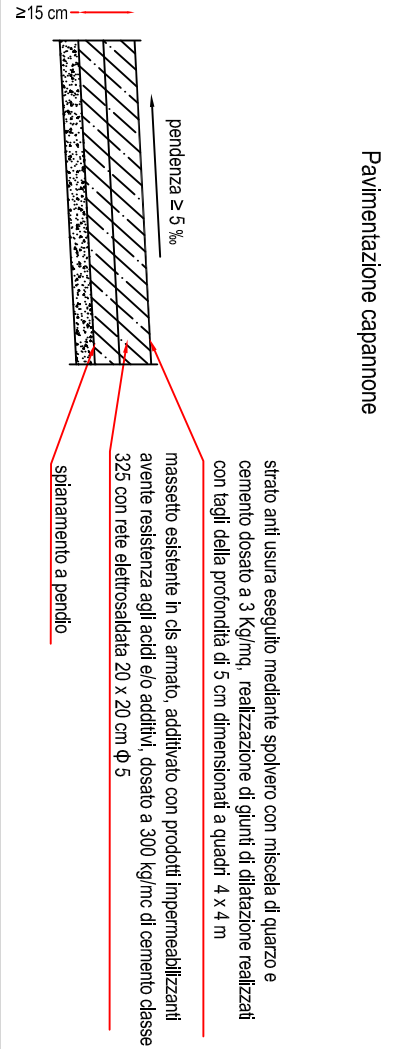 Pavimentazione capannone
≥15 cm
pendenza ≥ 5 ‰
strato anti usura eseguito mediante spolvero con miscela di quarzo e
cemento dosato a 3 Kg/mq, realizzazione di giunti di dilatazione realizzati
con tagli della profondità di 5 cm dimensionati a quadri 4 x 4 m
massetto esistente in cls armato, additivato con prodotti impermeabilizzanti
avente resistenza agli acidi e/o additivi, dosato a 300 kg/mc di cemento classe
325 con rete elettrosaldata 20 x 20 cm Φ 5
spianamento a pendio